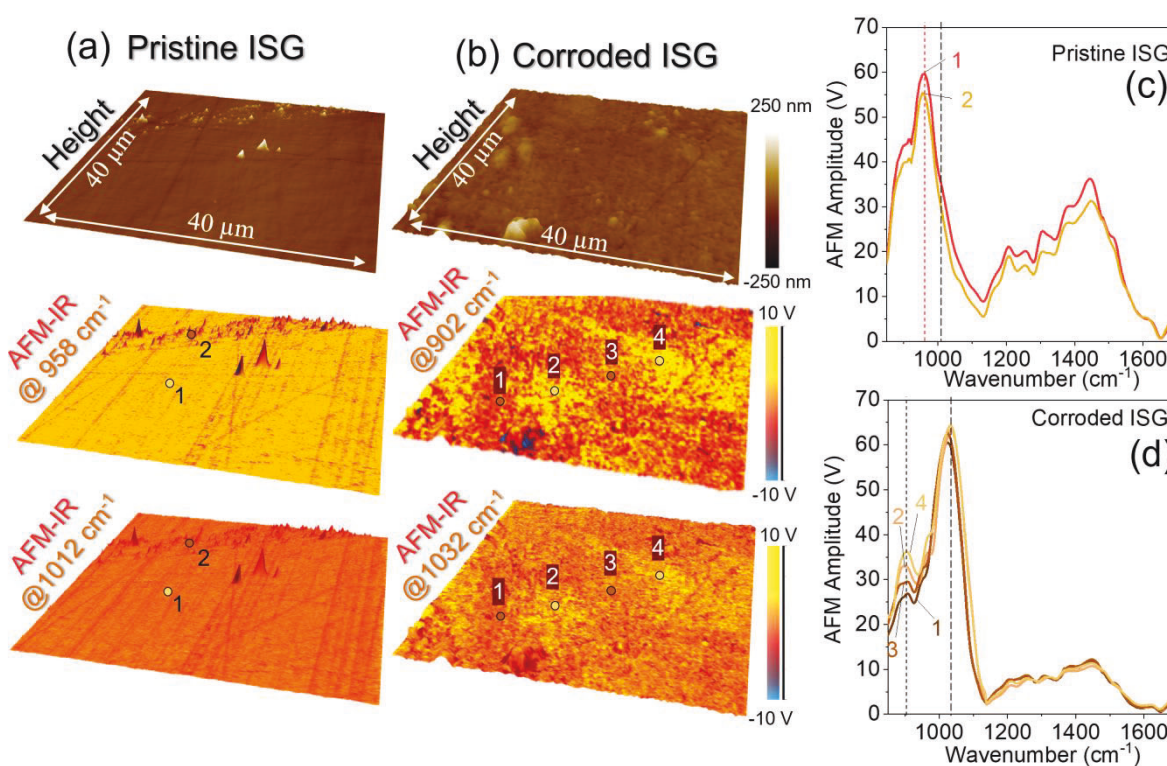 (a) Pristine ISG
Height
40 µm
40 µm
AFM-IR
@ 958 cm⁻¹
2
1
AFM-IR
@1012 cm⁻¹
2
1
(b) Corroded ISG
Height
40 µm
40 µm
250 nm
-250 nm
AFM-IR
@902 cm⁻¹
1
2
3
4
10 V
-10 V
AFM-IR
@1032 cm⁻¹
1
2
3
4
10 V
-10 V
(c)
Pristine ISG
1
2
AFM Amplitude (V)
70
60
50
40
30
20
10
0
1000 1200 1400 1600
Wavenumber (cm⁻¹)
(d)
Corroded ISG
2
4
3
1
AFM Amplitude (V)
70
60
50
40
30
20
10
0
1000 1200 1400 1600
Wavenumber (cm⁻¹)